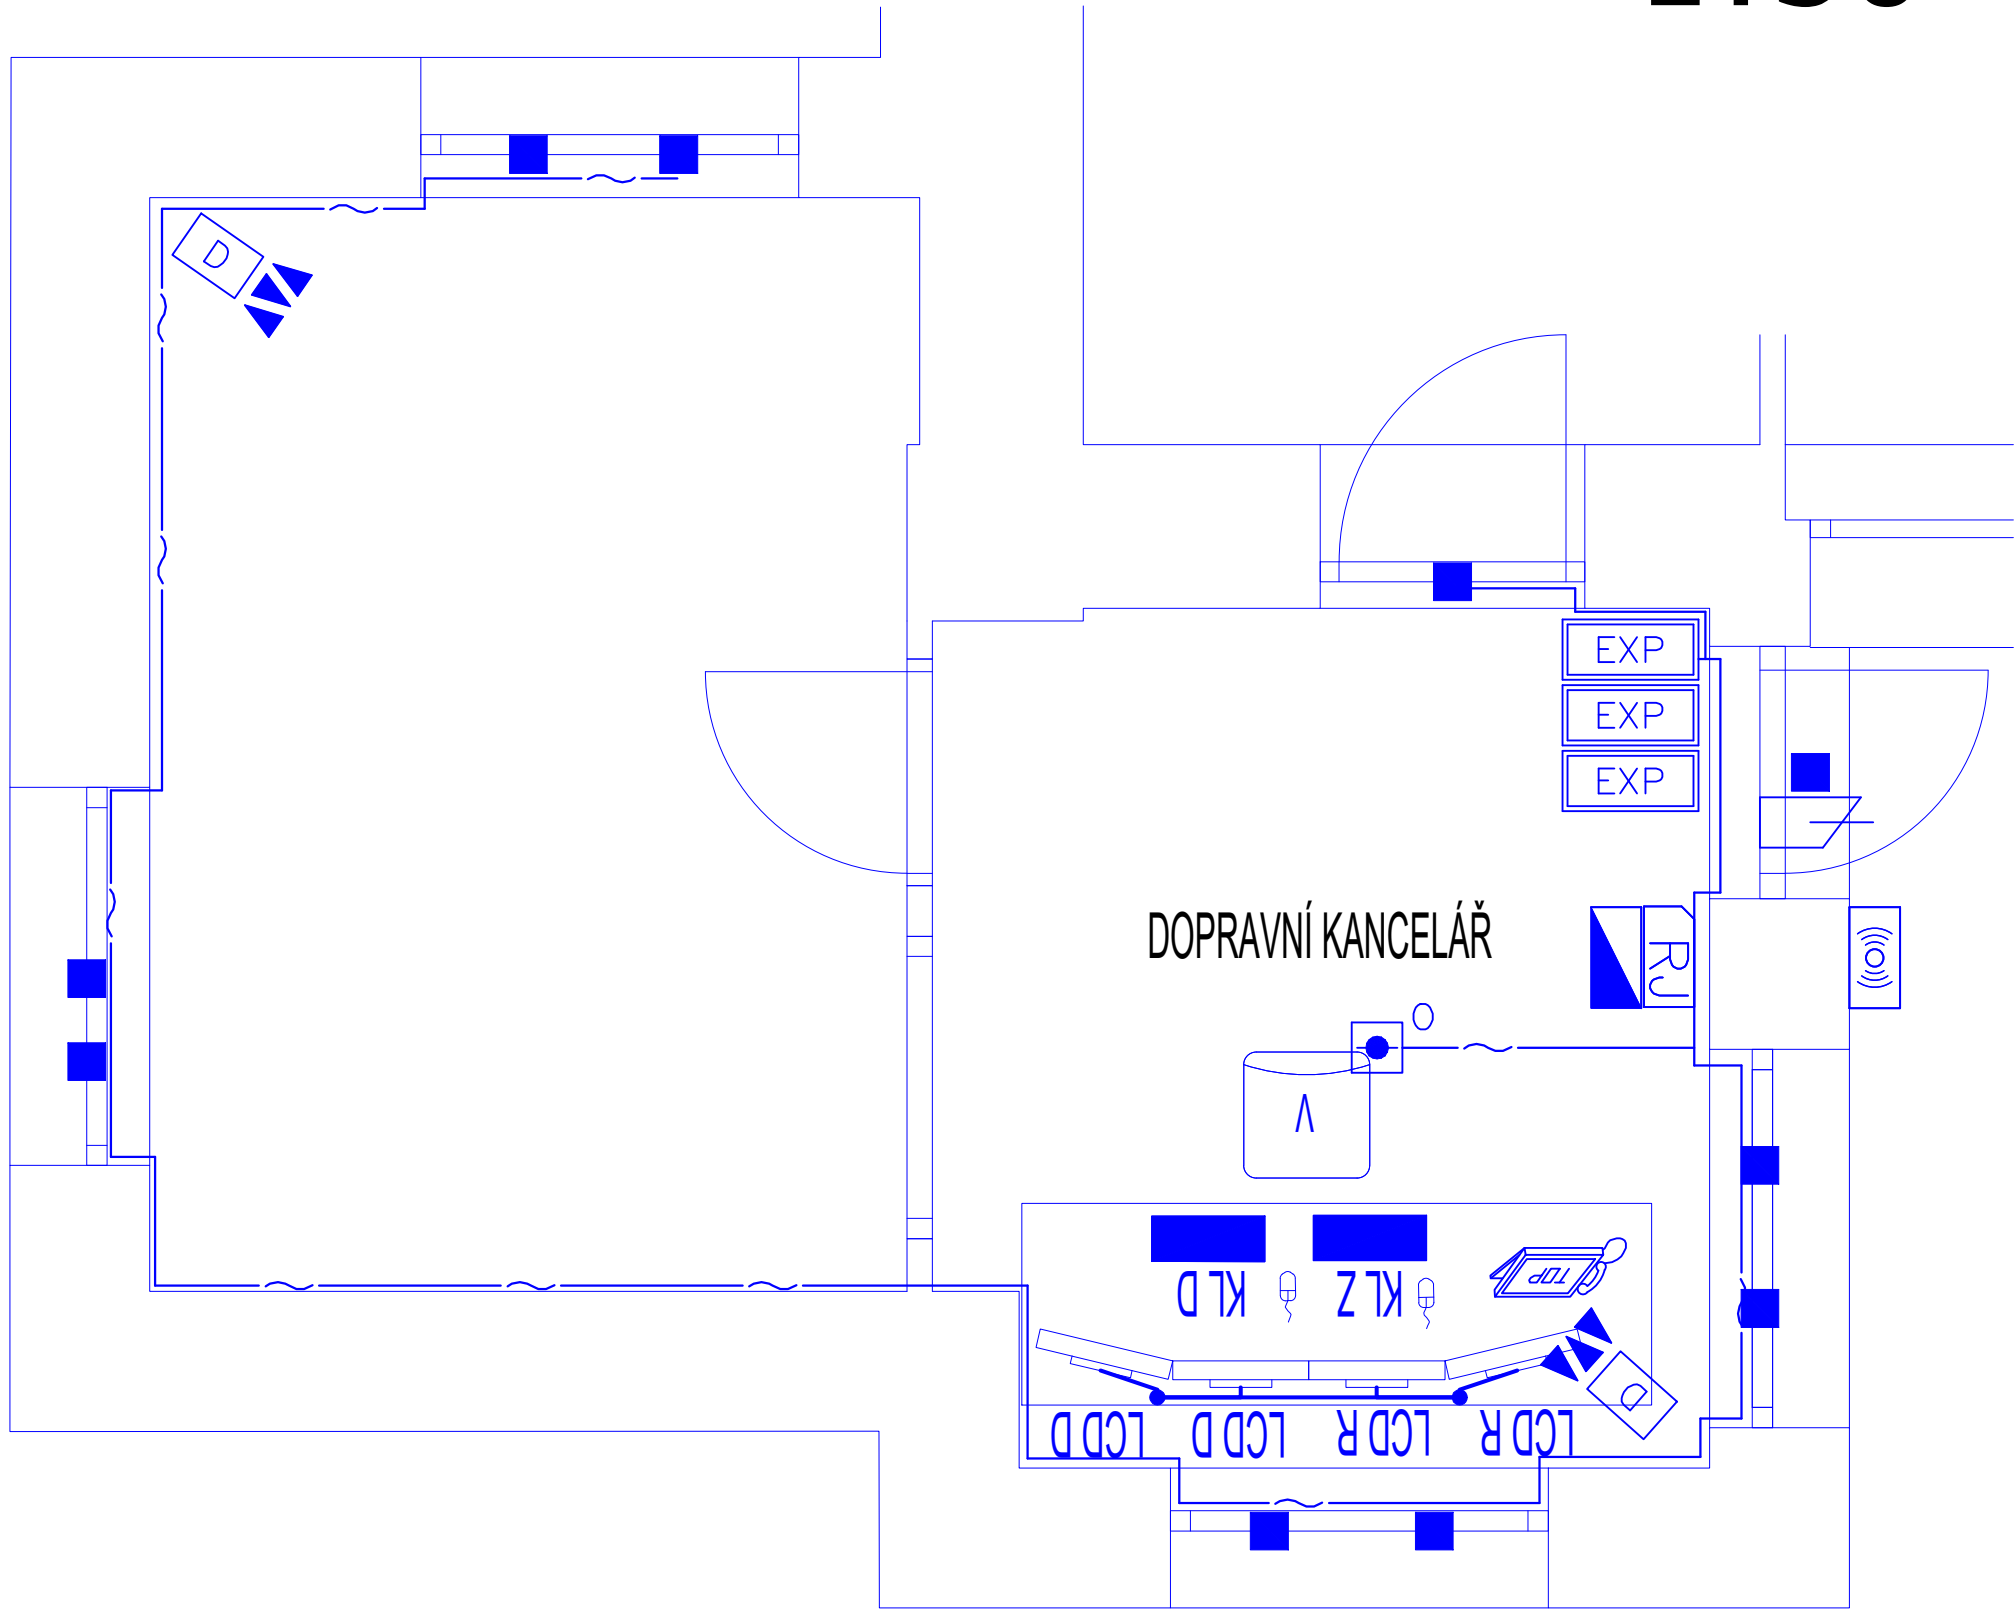 D
EXP
EXP
EXP
DOPRAVNÍ KANCELÁŘ
RJ
O
V
KL D
KL Z
TOP
D
LCD D
LCD D
LCD R
LCD R